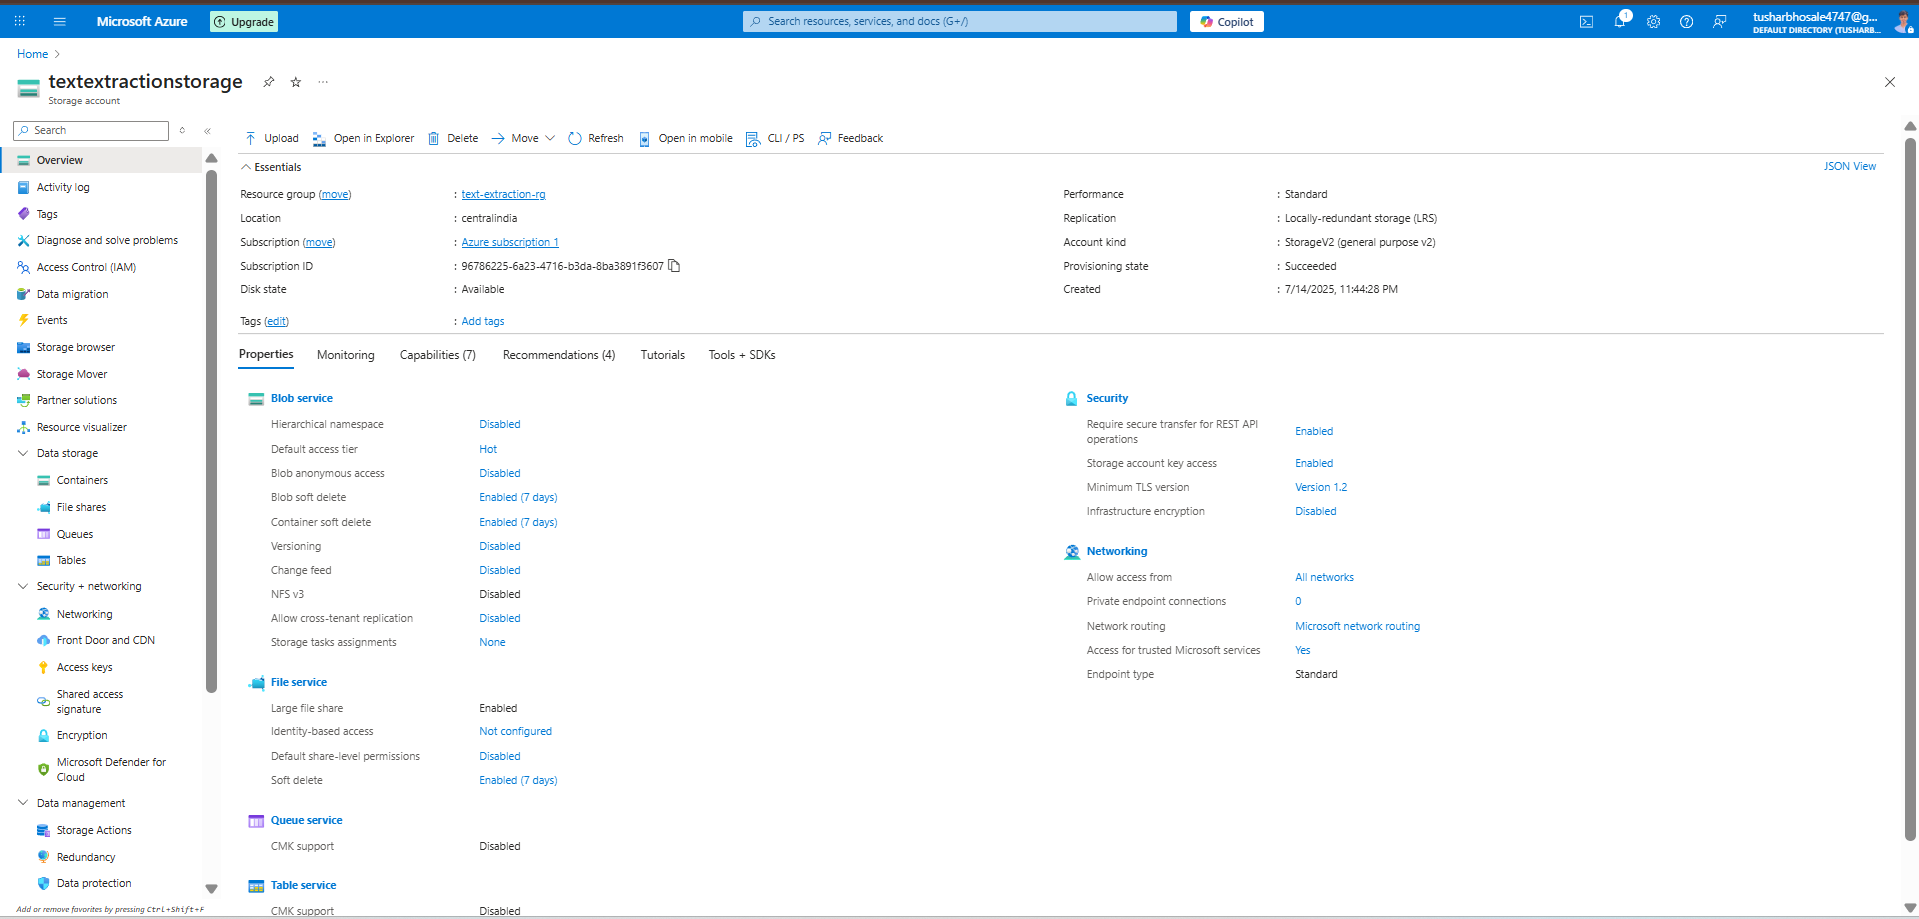 Microsoft Azure
Upgrade
Search resources, services, and docs (G+/)
Copilot
1
tusharbhosale4747@g...
DEFAULT DIRECTORY (TUSHARB...
Home
textextractionstorage
...
Storage account
Search
Overview
Activity log
Tags
Diagnose and solve problems
Access Control (IAM)
Data migration
Events
Storage browser
Storage Mover
Partner solutions
Resource visualizer
Data storage
Containers
File shares
Queues
Tables
Security + networking
Networking
Front Door and CDN
Access keys
Shared access
signature
Encryption
Microsoft Defender for
Cloud
Data management
Storage Actions
Redundancy
Data protection
Add or remove favorites by pressing Ctrl+Shift+F
Upload Open in Explorer Delete Move Refresh Open in mobile CLI / PS Feedback
Essentials
JSON View
Resource group (move) : text-extraction-rg
Location : centralindia
Subscription (move) : Azure subscription 1
Subscription ID : 96786225-6a23-4716-b3da-8ba3891f3607
Disk state : Available
Performance : Standard
Replication : Locally-redundant storage (LRS)
Account kind : StorageV2 (general purpose v2)
Provisioning state : Succeeded
Created : 7/14/2025, 11:44:28 PM
Tags (edit) : Add tags
Properties Monitoring Capabilities (7) Recommendations (4) Tutorials Tools + SDKs
Blob service
Hierarchical namespace Disabled
Default access tier Hot
Blob anonymous access Disabled
Blob soft delete Enabled (7 days)
Container soft delete Enabled (7 days)
Versioning Disabled
Change feed Disabled
NFS v3 Disabled
Allow cross-tenant replication Disabled
Storage tasks assignments None
File service
Large file share Enabled
Identity-based access Not configured
Default share-level permissions Disabled
Soft delete Enabled (7 days)
Queue service
CMK support Disabled
Table service
CMK support Disabled
Security
Require secure transfer for REST API
operations Enabled
Storage account key access Enabled
Minimum TLS version Version 1.2
Infrastructure encryption Disabled
Networking
Allow access from All networks
Private endpoint connections 0
Network routing Microsoft network routing
Access for trusted Microsoft services Yes
Endpoint type Standard